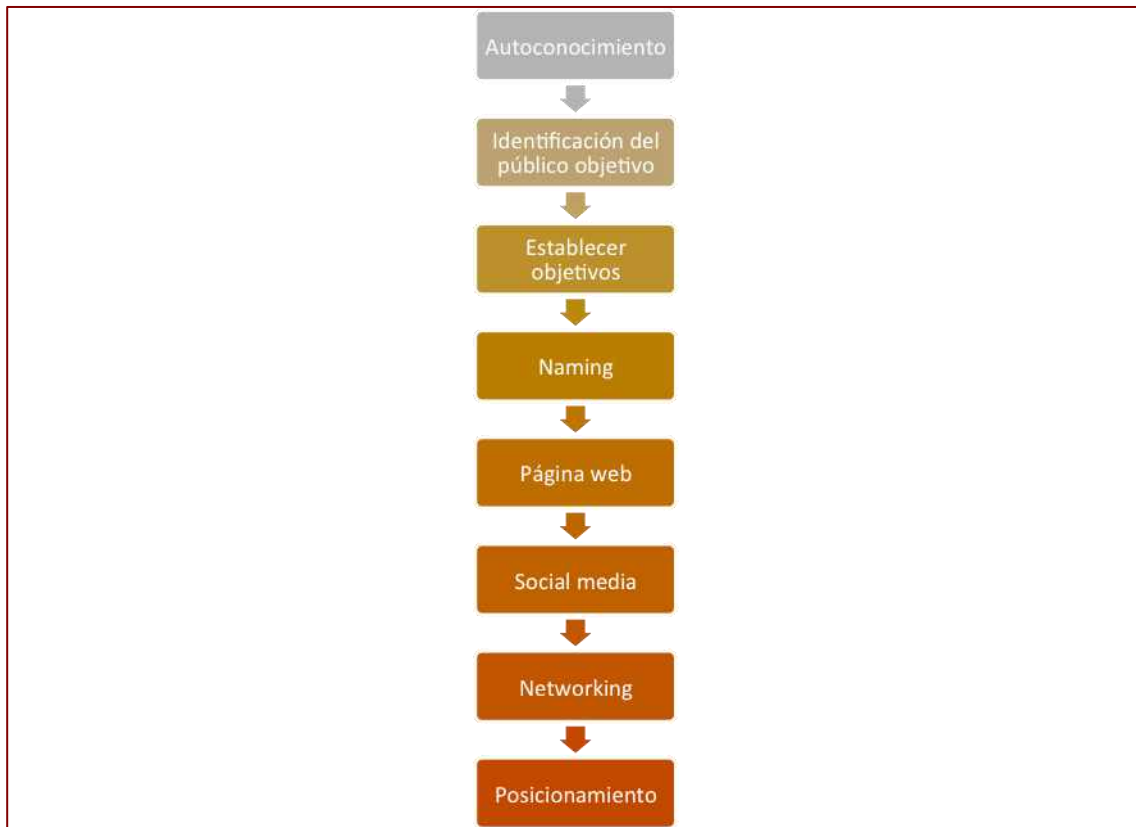 Autoconocimiento
Identificación del
público objetivo
Establecer
objetivos
Naming
Página web
Social media
Networking
Posicionamiento